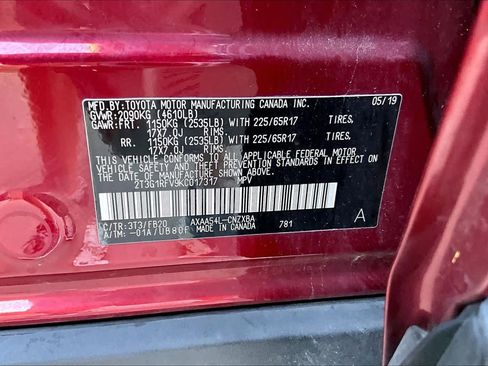 MFD.BY:TOYOTA MOTOR MANUFACTURING CANADA INC. 05/19
GVWR:2090KG (4610LB)
GAWR:FRT. 1150KG (2535LB) WITH 225/65R17 TIRES.
17X7.0J RIMS.
RR. 1150KG (2535LB) WITH 225/65R17 TIRES.
17X7.0J RIMS.
THIS VEHICLE CONFORMS TO ALL APPLICABLE FEDERAL MOTOR
VEHICLE SAFETY STANDARDS IN EFFECT ON THE DATE OF
MANUFACTURE SHOWN ABOVE.
2T3G1RFV9KC017317 MPV
C/TR:3T3/FB20 AXAA54L-CNZXBA A
A/TM:-01A/UB80F MADE IN CANADA 781